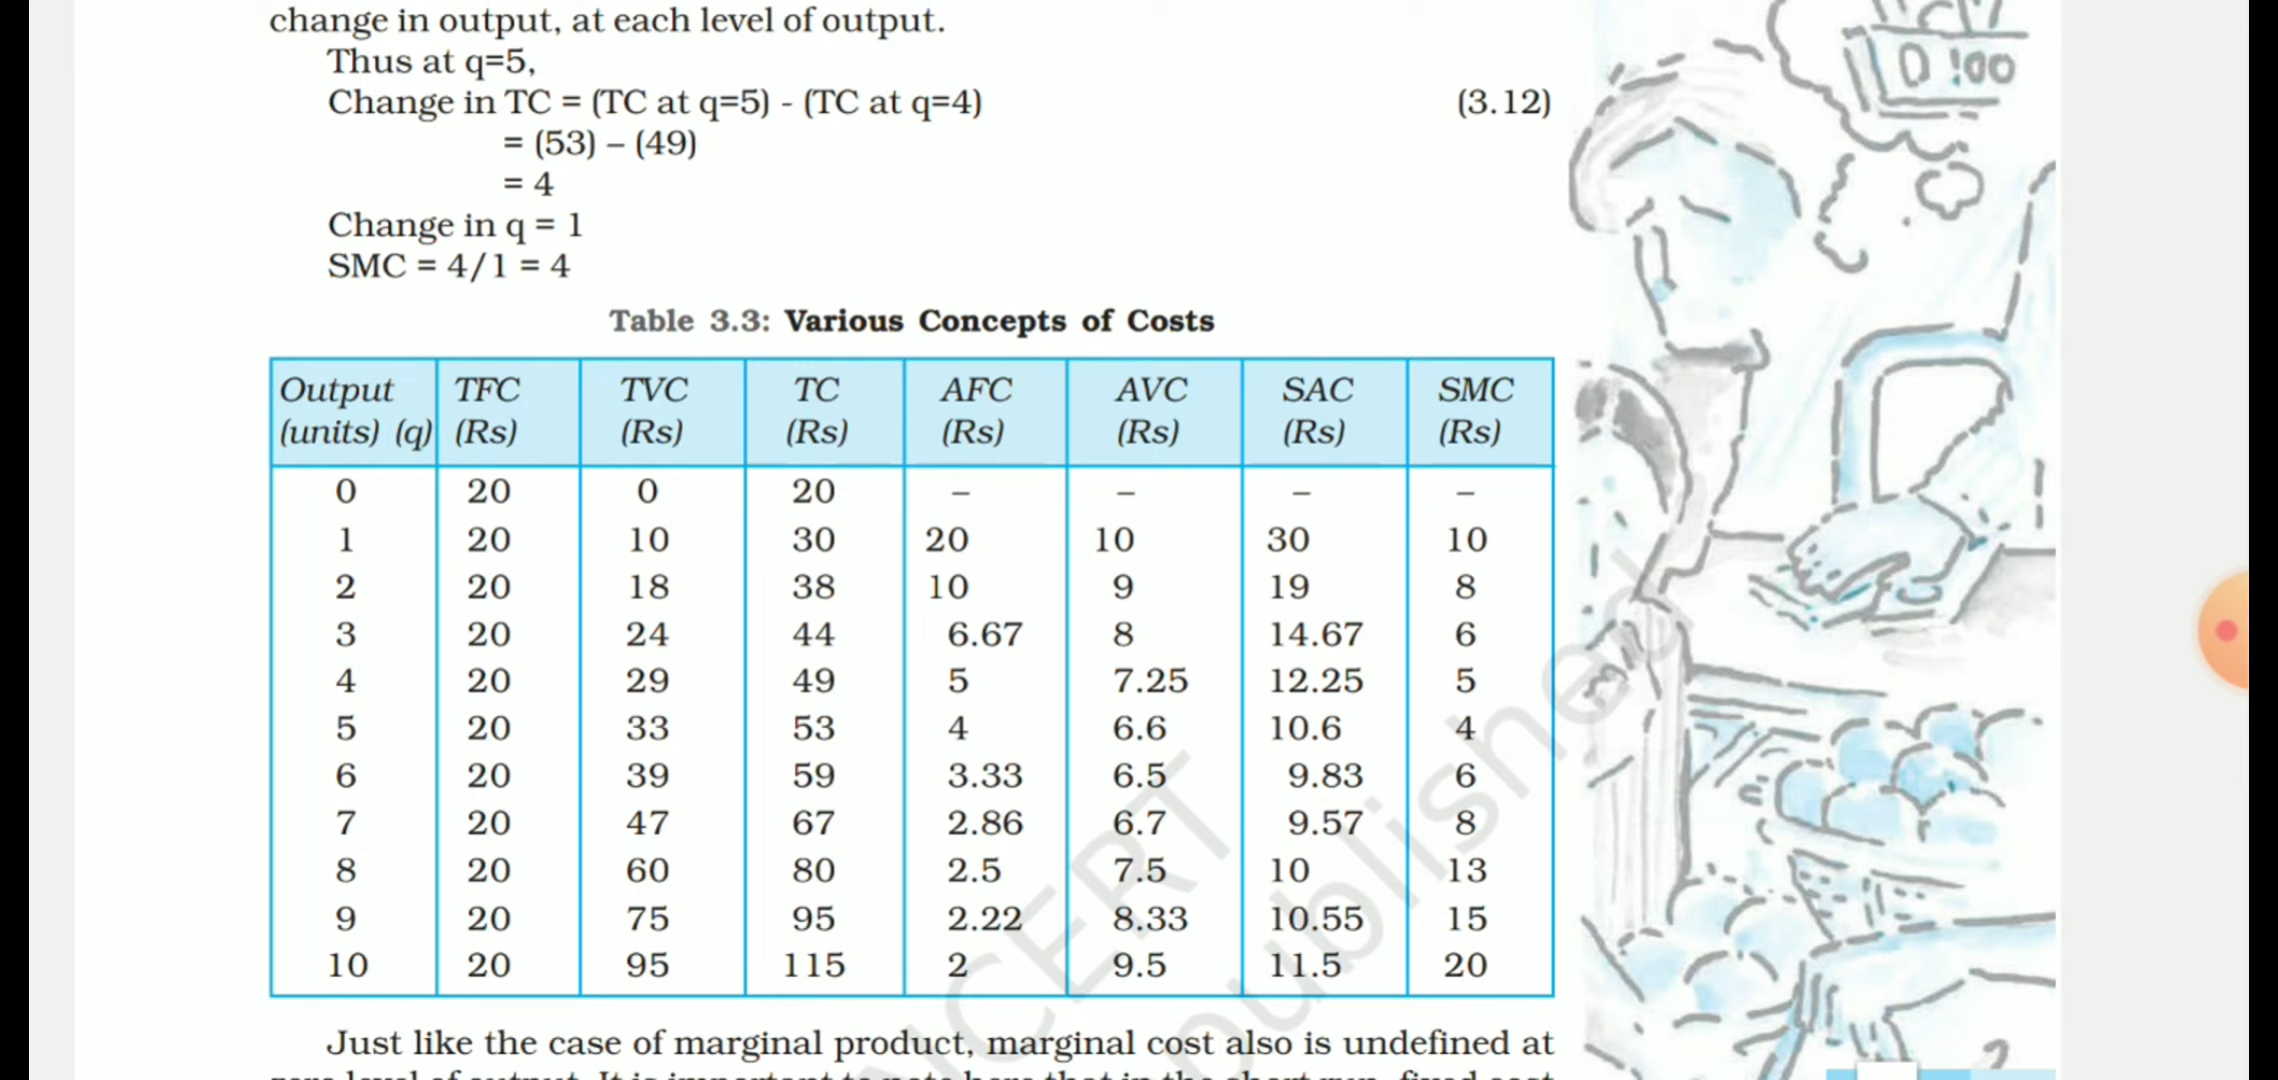 change in output, at each level of output.
Thus at q=5,
Change in TC = (TC at q=5) - (TC at q=4) (3.12)
= (53) – (49)
= 4
Change in q = 1
SMC = 4/1 = 4
Table 3.3: Various Concepts of Costs
Output TFC TVC TC AFC AVC SAC SMC
(units) (q) (Rs) (Rs) (Rs) (Rs) (Rs) (Rs) (Rs)
0 20 0 20 – – – –
1 20 10 30 20 10 30 10
2 20 18 38 10 9 19 8
3 20 24 44 6.67 8 14.67 6
4 20 29 49 5 7.25 12.25 5
5 20 33 53 4 6.6 10.6 4
6 20 39 59 3.33 6.5 9.83 6
7 20 47 67 2.86 6.7 9.57 8
8 20 60 80 2.5 7.5 10 13
9 20 75 95 2.22 8.33 10.55 15
10 20 95 115 2 9.5 11.5 20
Just like the case of marginal product, marginal cost also is undefined at